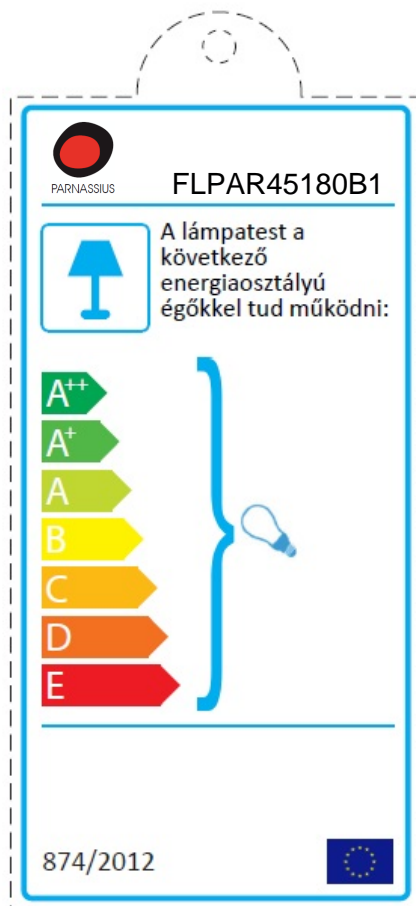 PARNASSIUS
FLPAR45180B1
A lámpatest a
következő
energiaosztályú
égőkkel tud működni:
A++
A+
A
B
C
D
E
874/2012